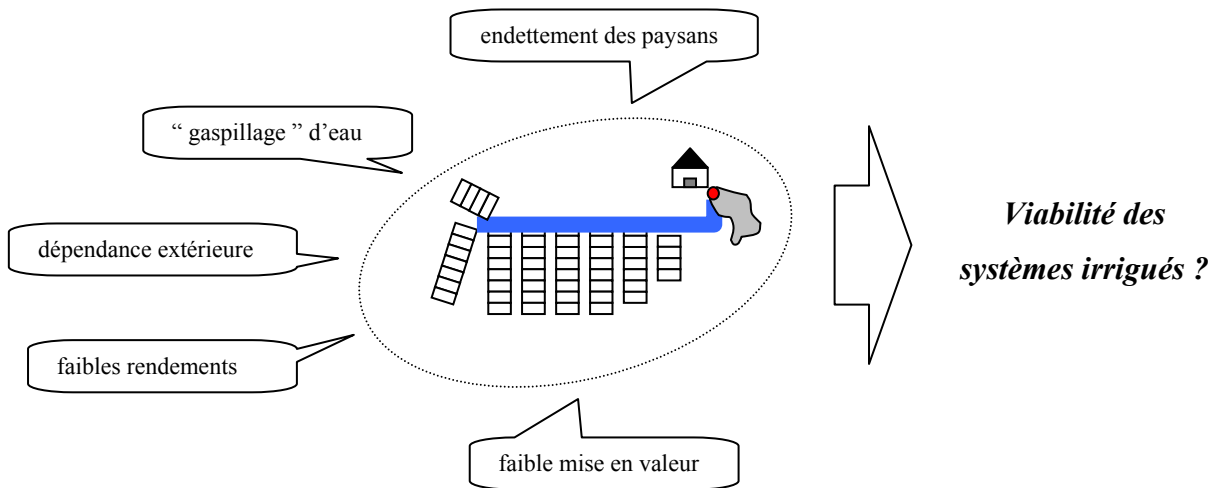 endettement des paysans
“ gaspillage ” d’eau
dépendance extérieure
faibles rendements
faible mise en valeur
Viabilité des
systèmes irrigués ?